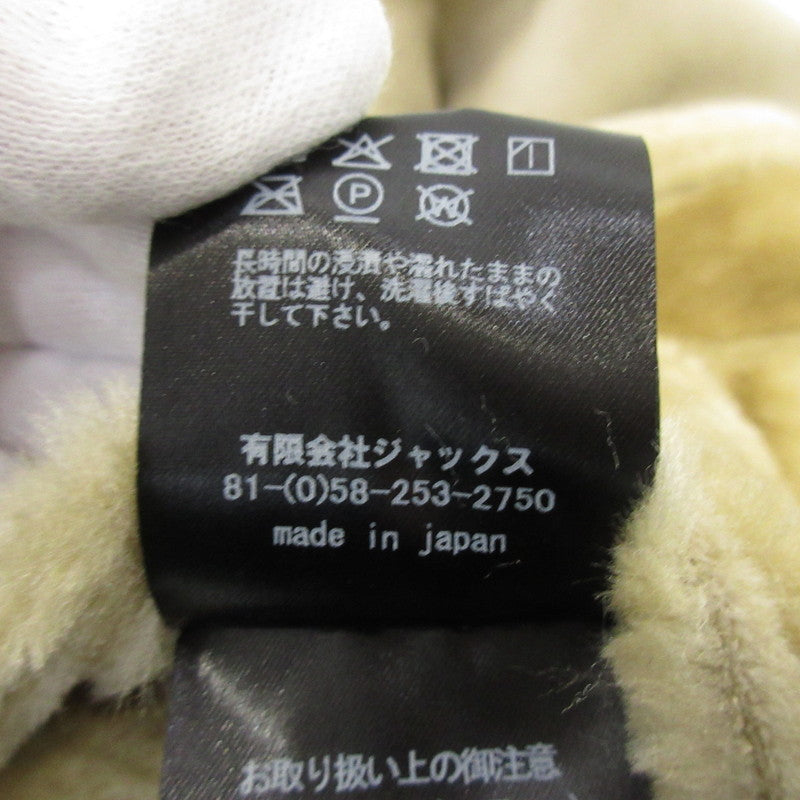 長時間の浸漬や濡れたままの
放置は避け、洗濯後すばやく
干して下さい。
有限会社ジャックス
81-(0)58-253-2750
made in japan
お取り扱い上の御注意